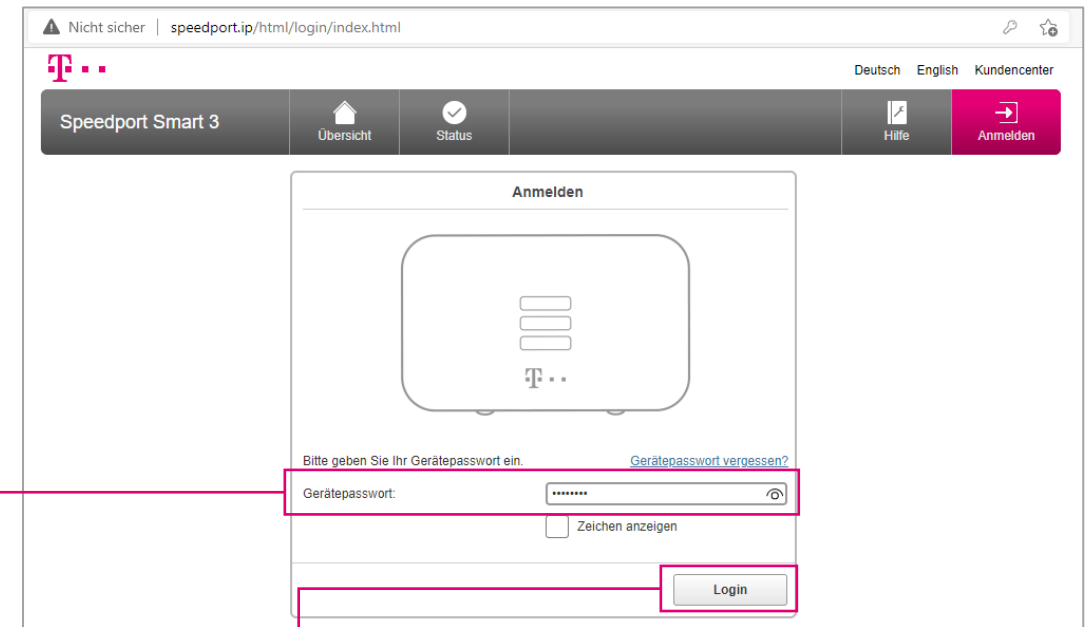 Nicht sicher | speedport.ip/html/login/index.html
T
Deutsch English Kundencenter
Speedport Smart 3
Übersicht
Status
Hilfe
Anmelden
Anmelden
T
Bitte geben Sie Ihr Gerätepasswort ein.
Gerätepasswort vergessen?
Gerätepasswort:
••••••••
Zeichen anzeigen
Login